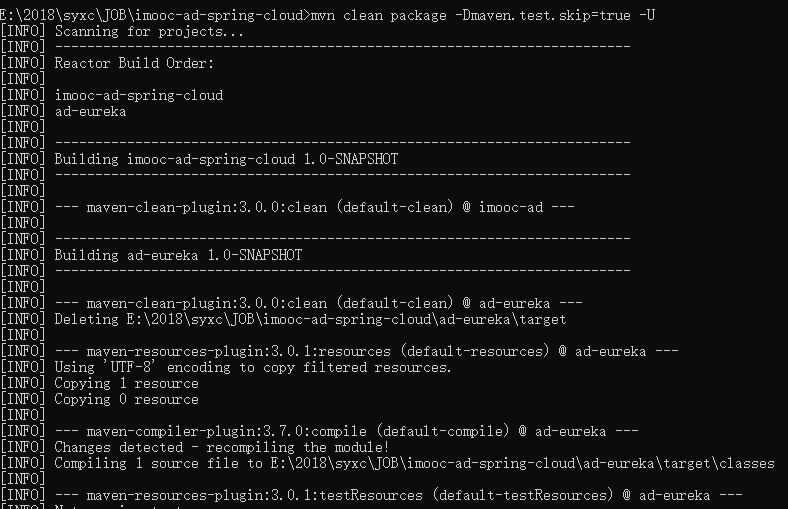 E:\2018\syxc\JOB\imooc-ad-spring-cloud>mvn clean package -Dmaven.test.skip=true -U
[INFO] Scanning for projects...
[INFO] ------------------------------------------------------------------------
[INFO] Reactor Build Order:
[INFO]
[INFO] imooc-ad-spring-cloud
[INFO] ad-eureka
[INFO]
[INFO] ------------------------------------------------------------------------
[INFO] Building imooc-ad-spring-cloud 1.0-SNAPSHOT
[INFO] ------------------------------------------------------------------------
[INFO]
[INFO] --- maven-clean-plugin:3.0.0:clean (default-clean) @ imooc-ad ---
[INFO]
[INFO] ------------------------------------------------------------------------
[INFO] Building ad-eureka 1.0-SNAPSHOT
[INFO] ------------------------------------------------------------------------
[INFO]
[INFO] --- maven-clean-plugin:3.0.0:clean (default-clean) @ ad-eureka ---
[INFO] Deleting E:\2018\syxc\JOB\imooc-ad-spring-cloud\ad-eureka\target
[INFO]
[INFO] --- maven-resources-plugin:3.0.1:resources (default-resources) @ ad-eureka ---
[INFO] Using 'UTF-8' encoding to copy filtered resources.
[INFO] Copying 1 resource
[INFO] Copying 0 resource
[INFO]
[INFO] --- maven-compiler-plugin:3.7.0:compile (default-compile) @ ad-eureka ---
[INFO] Changes detected - recompiling the module!
[INFO] Compiling 1 source file to E:\2018\syxc\JOB\imooc-ad-spring-cloud\ad-eureka\target\classes
[INFO]
[INFO] --- maven-resources-plugin:3.0.1:testResources (default-testResources) @ ad-eureka ---
[INFO]